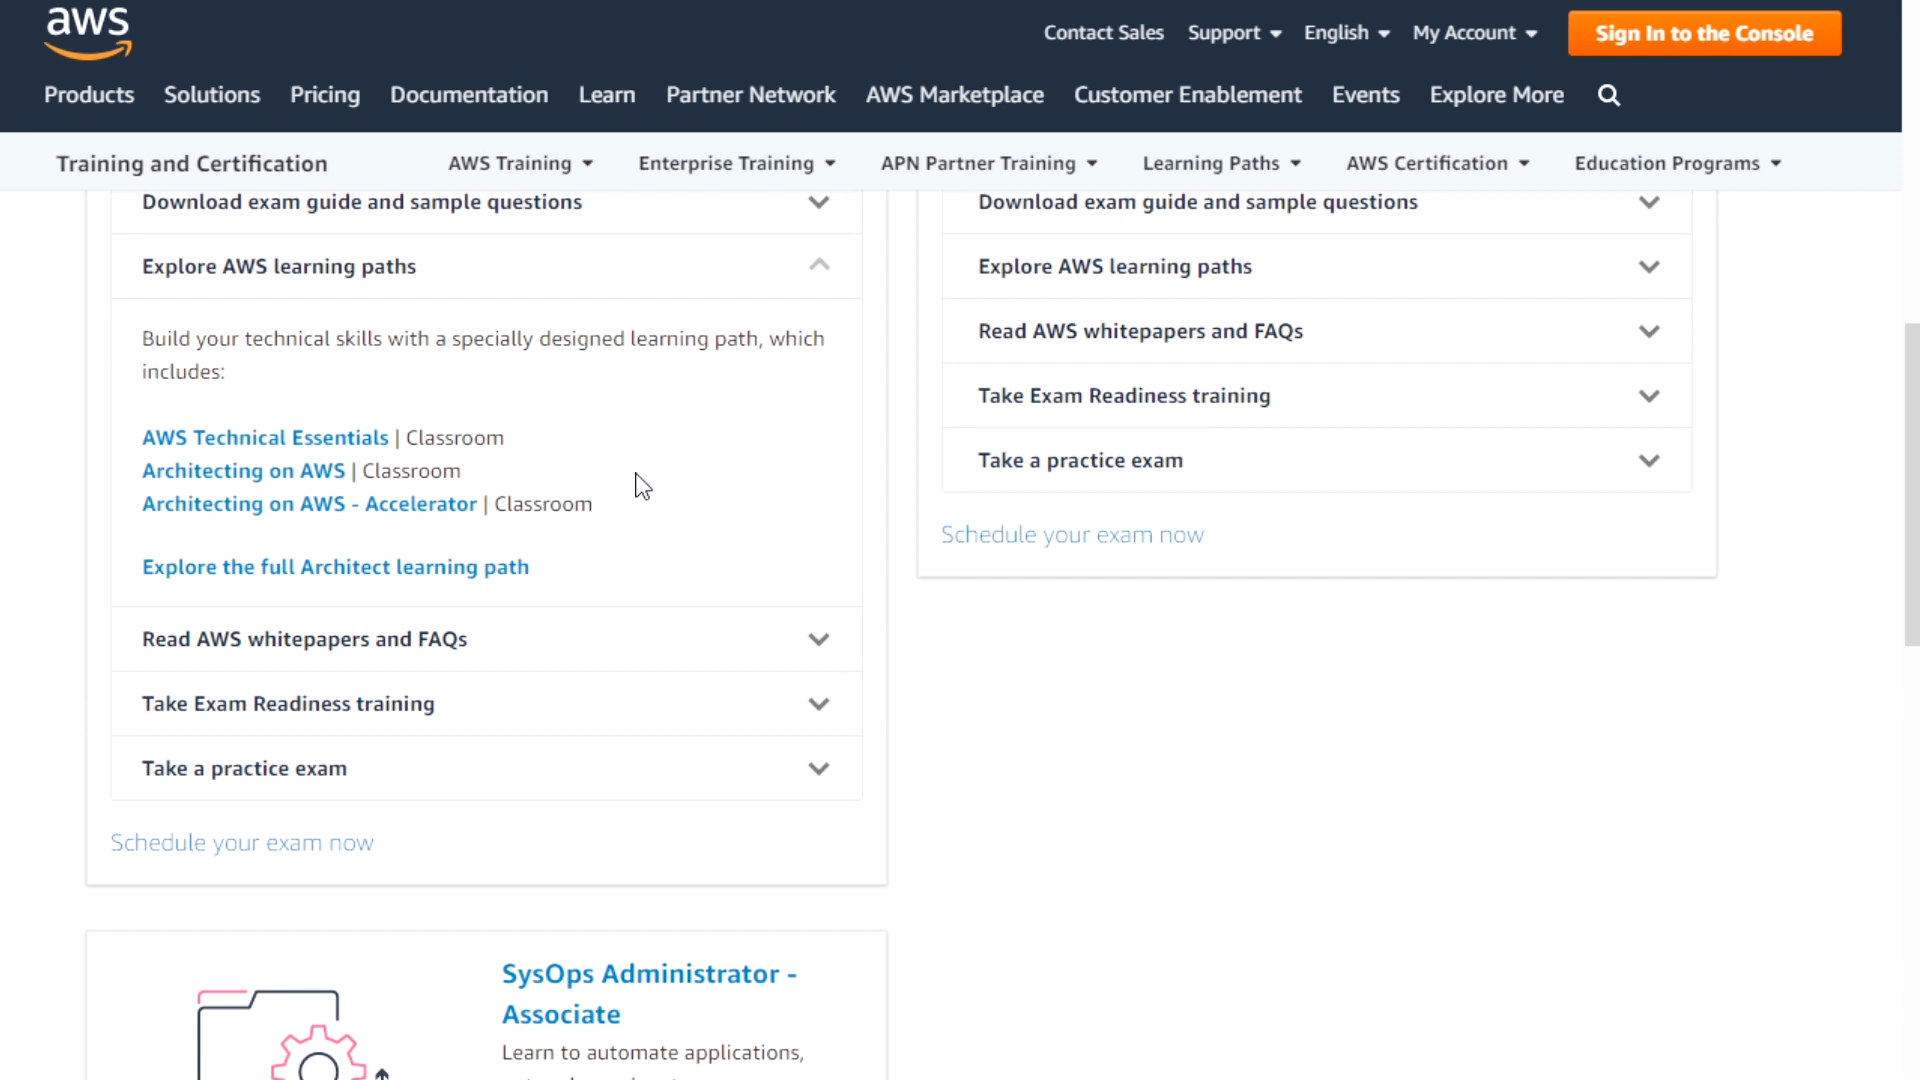 aws
Contact Sales Support English My Account Sign In to the Console
Products Solutions Pricing Documentation Learn Partner Network AWS Marketplace Customer Enablement Events Explore More
Training and Certification AWS Training Enterprise Training APN Partner Training Learning Paths AWS Certification Education Programs
Download exam guide and sample questions
Explore AWS learning paths
Build your technical skills with a specially designed learning path, which
includes:
AWS Technical Essentials | Classroom
Architecting on AWS | Classroom
Architecting on AWS - Accelerator | Classroom
Explore the full Architect learning path
Read AWS whitepapers and FAQs
Take Exam Readiness training
Take a practice exam
Schedule your exam now
Download exam guide and sample questions
Explore AWS learning paths
Read AWS whitepapers and FAQs
Take Exam Readiness training
Take a practice exam
Schedule your exam now
SysOps Administrator -
Associate
Learn to automate applications,